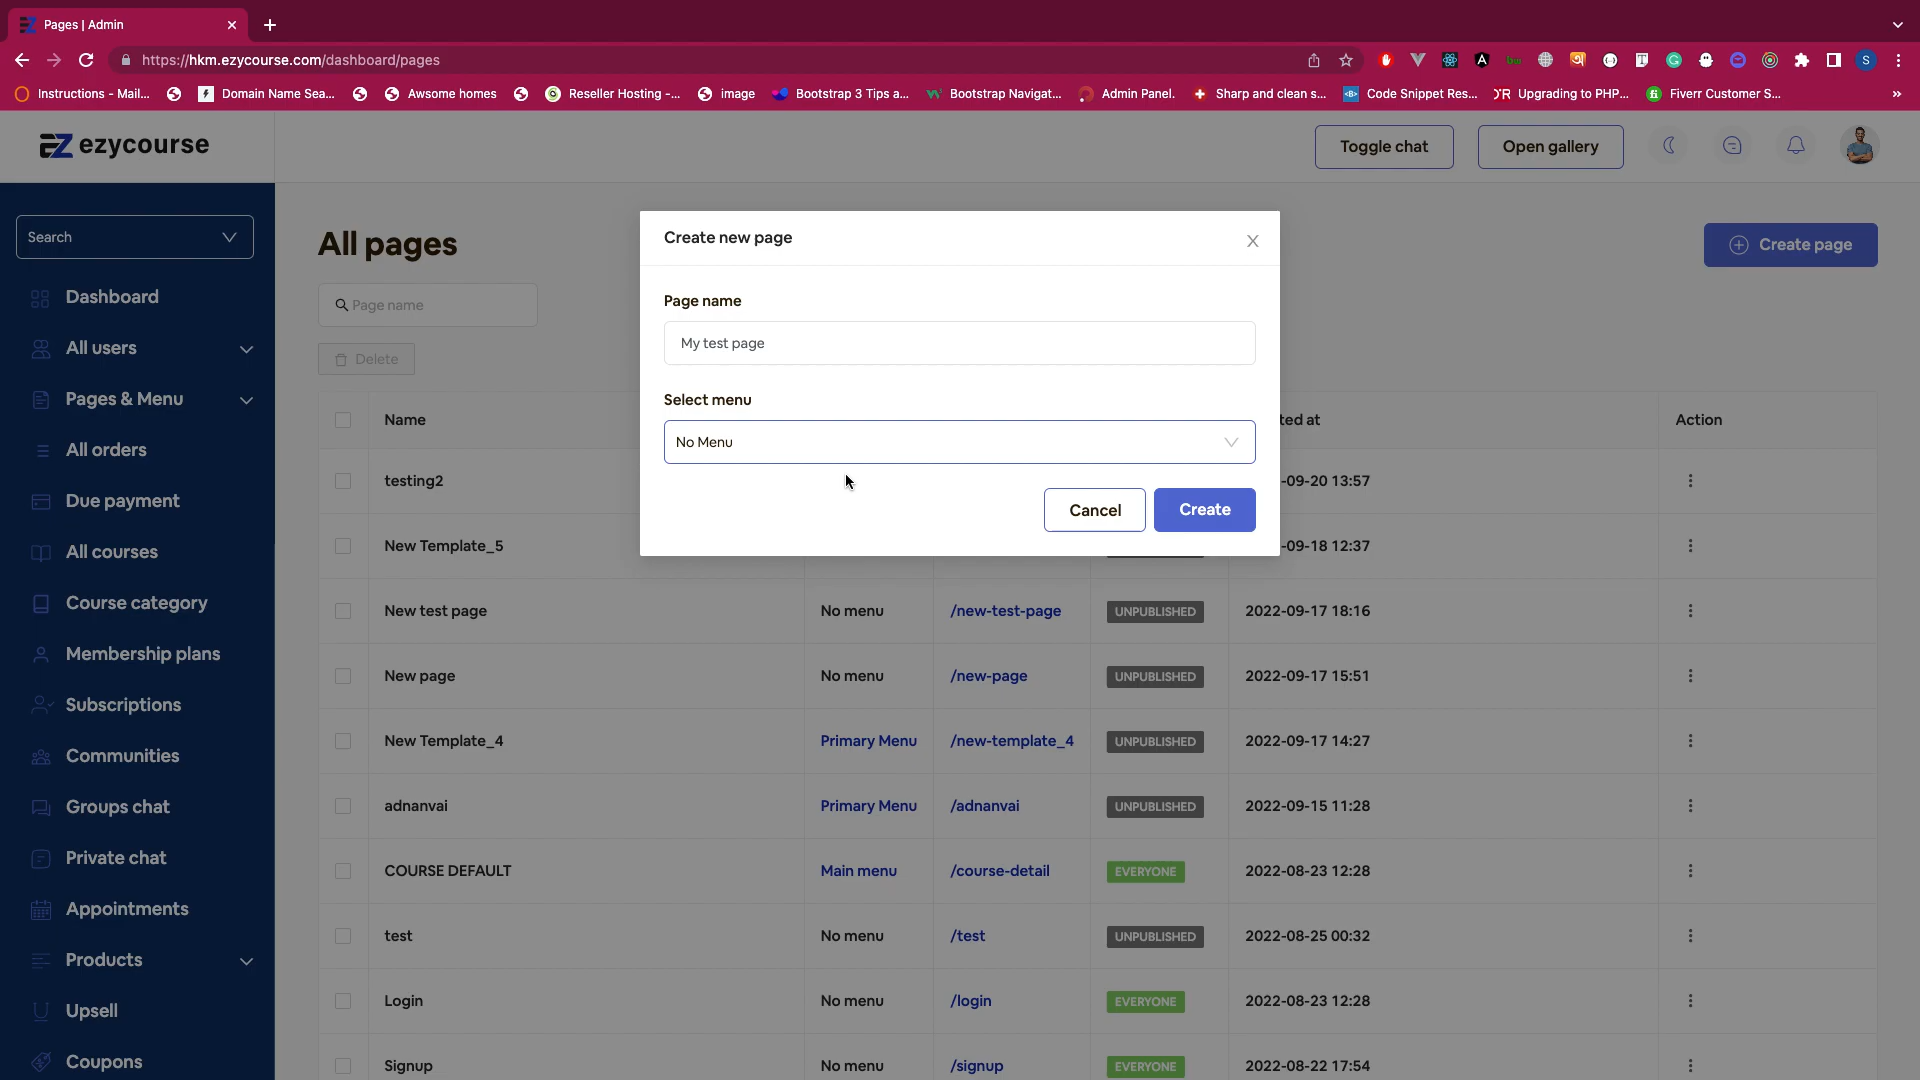 Pages | Admin
https://hkm.ezycourse.com/dashboard/pages
S
Instructions - Mail...
Domain Name Sea...
Awsome homes
Reseller Hosting -...
image
Bootstrap 3 Tips a...
Bootstrap Navigat...
Admin Panel.
Sharp and clean s...
Code Snippet Res...
Upgrading to PHP...
Fiverr Customer S...
»
ezycourse
Toggle chat
Open gallery
Search
Dashboard
All users
Pages & Menu
All orders
Due payment
All courses
Course category
Membership plans
Subscriptions
Communities
Groups chat
Private chat
Appointments
Products
Upsell
Coupons
All pages
Create page
Page name
Delete
Create new page
Page name
My test page
Select menu
No Menu
Cancel
Create
Name
ted at
Action
testing2
-09-20 13:57
New Template_5
-09-18 12:37
New test page No menu /new-test-page UNPUBLISHED 2022-09-17 18:16
New page No menu /new-page UNPUBLISHED 2022-09-17 15:51
New Template_4 Primary Menu /new-template_4 UNPUBLISHED 2022-09-17 14:27
adnanvai Primary Menu /adnanvai UNPUBLISHED 2022-09-15 11:28
COURSE DEFAULT Main menu /course-detail EVERYONE 2022-08-23 12:28
test No menu /test UNPUBLISHED 2022-08-25 00:32
Login No menu /login EVERYONE 2022-08-23 12:28
Signup No menu /signup EVERYONE 2022-08-22 17:54